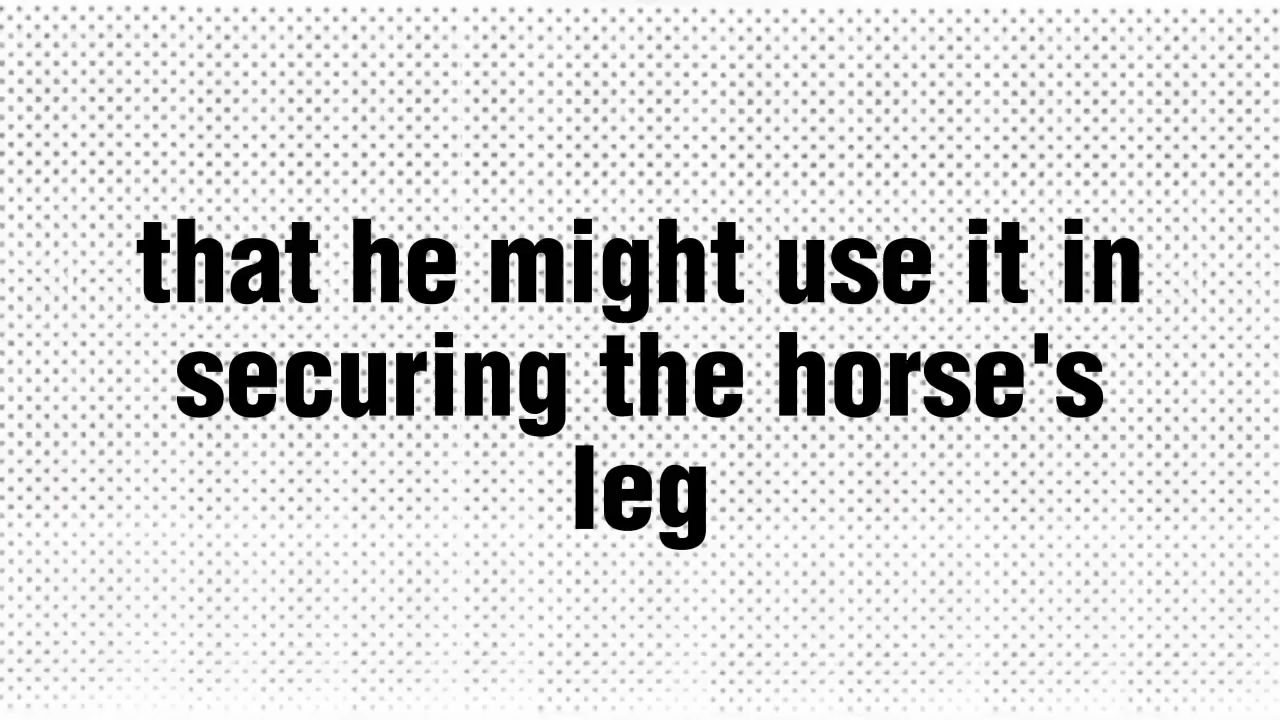 that he might use it in
securing the horse's
leg